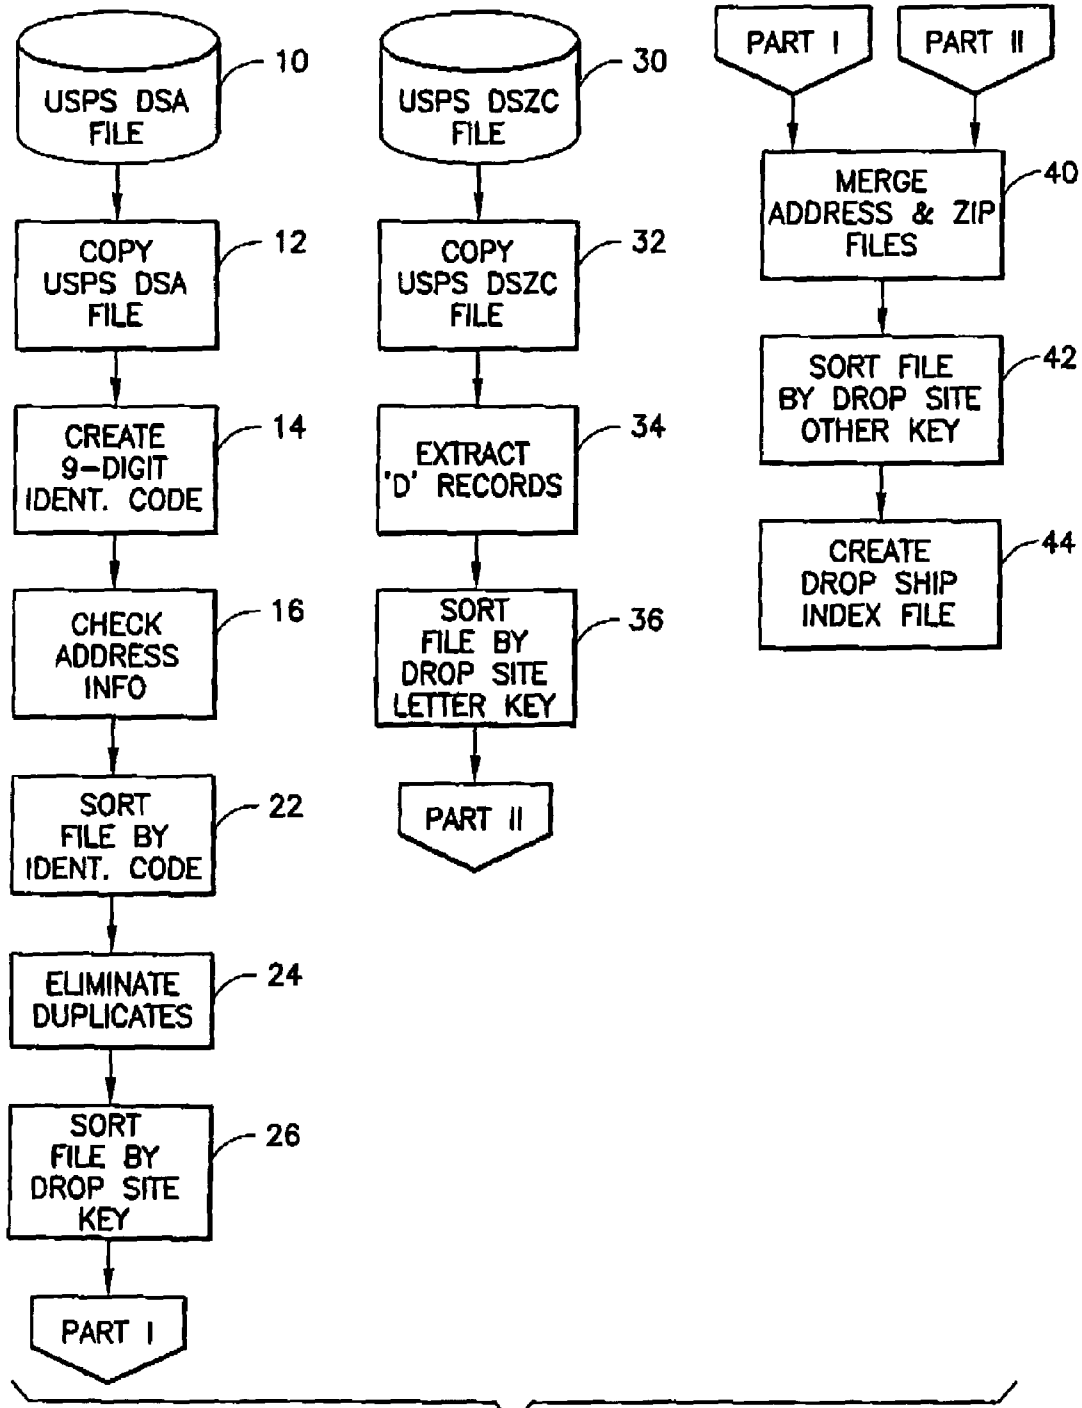 USPS DSA
FILE
10
COPY
USPS DSA
FILE
12
CREATE
9-DIGIT
IDENT. CODE
14
CHECK
ADDRESS
INFO
16
SORT
FILE BY
IDENT. CODE
22
ELIMINATE
DUPLICATES
24
SORT
FILE BY
DROP SITE
KEY
26
PART I
USPS DSZC
FILE
30
COPY
USPS DSZC
FILE
32
EXTRACT
'D' RECORDS
34
SORT
FILE BY
DROP SITE
LETTER KEY
36
PART II
PART I
PART II
MERGE
ADDRESS & ZIP
FILES
40
SORT FILE
BY DROP SITE
OTHER KEY
42
CREATE
DROP SHIP
INDEX FILE
44